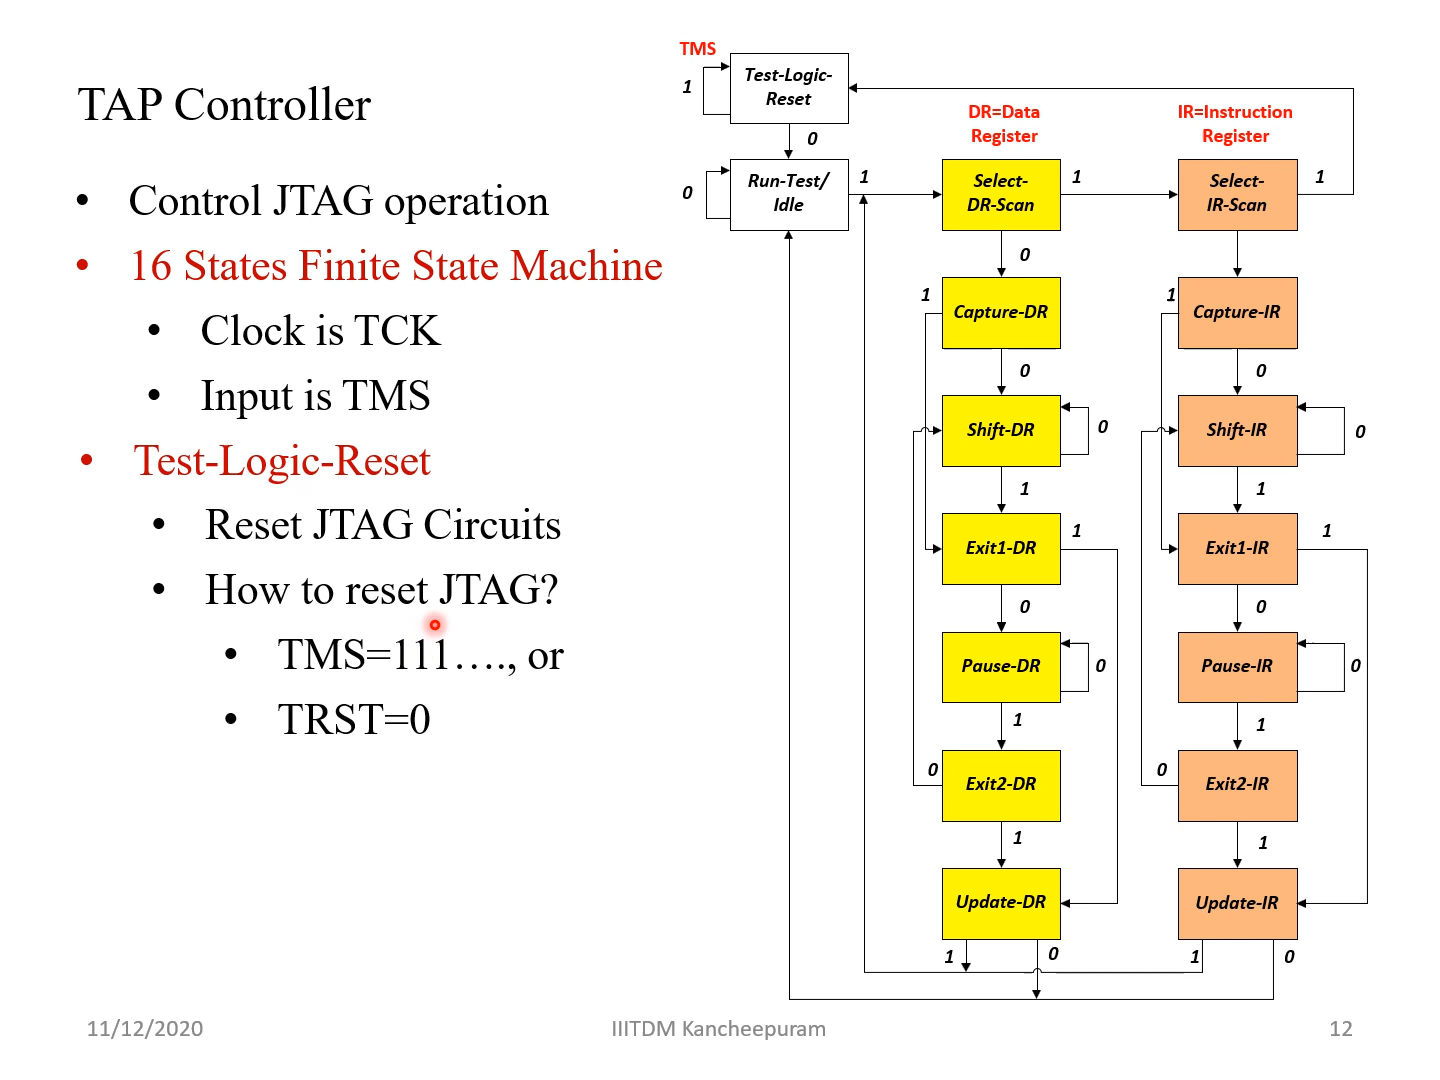 TAP Controller
• Control JTAG operation
• 16 States Finite State Machine
• Clock is TCK
• Input is TMS
• Test-Logic-Reset
• Reset JTAG Circuits
• How to reset JTAG?
• TMS=111...., or
• TRST=0
TMS
1
Test-Logic-
Reset
0
DR=Data
Register
IR=Instruction
Register
0
Run-Test/
Idle
1
Select-
DR-Scan
1
Select-
IR-Scan
1
0
1
Capture-DR
1
Capture-IR
0
0
Shift-DR
0
Shift-IR
0
1
1
Exit1-DR
1
Exit1-IR
1
0
0
Pause-DR
0
Pause-IR
0
1
1
0
Exit2-DR
0
Exit2-IR
1
1
Update-DR
Update-IR
1
0
1
0
11/12/2020
IIITDM Kancheepuram
12